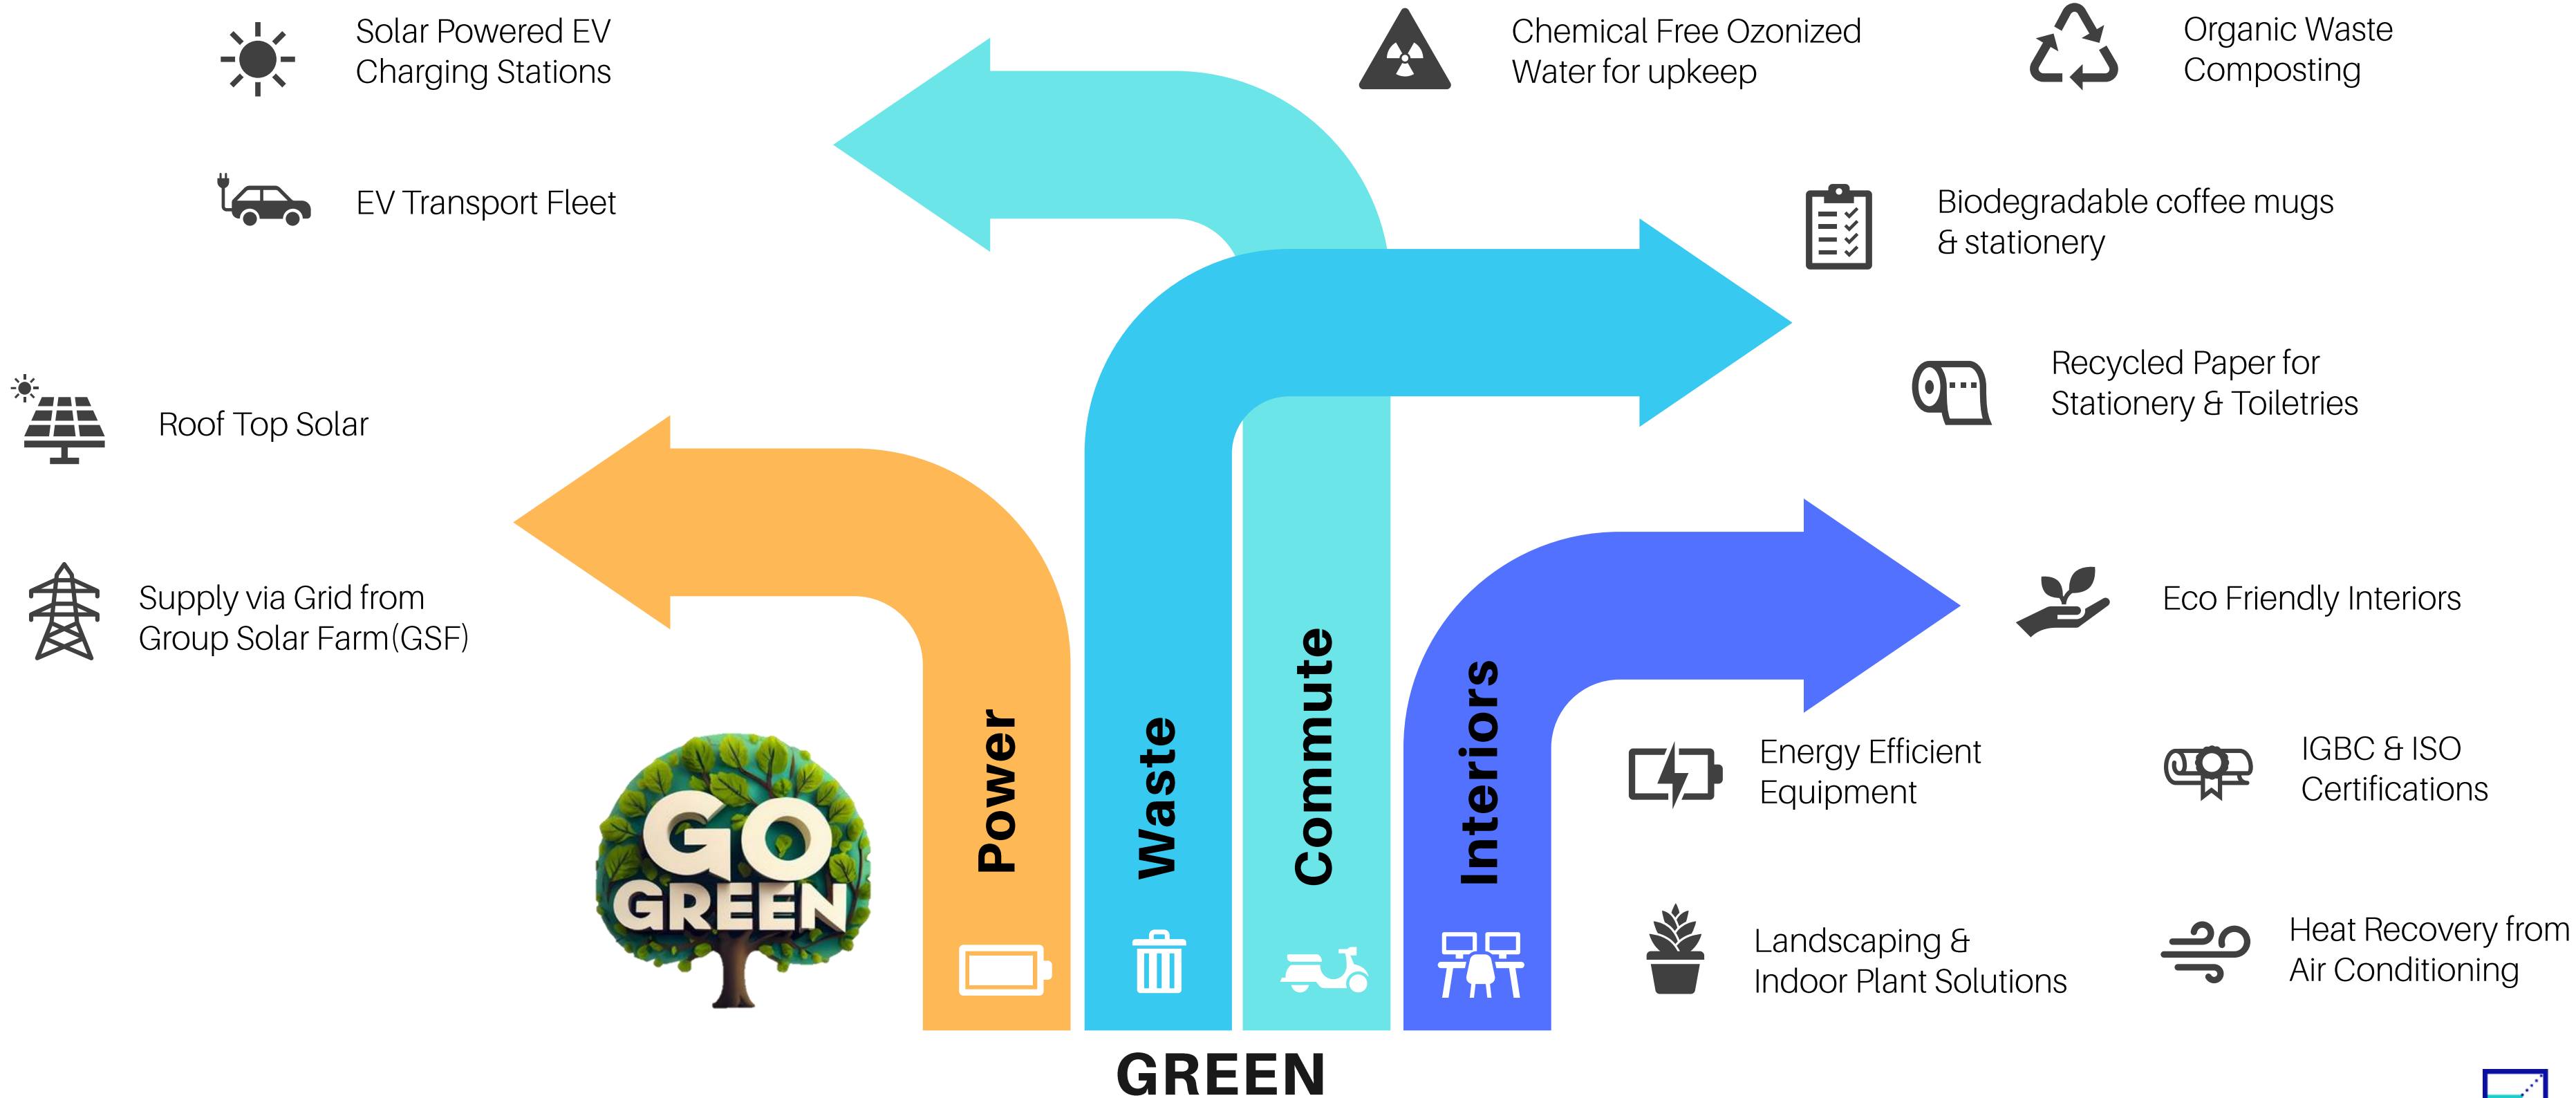 Solar Powered EV
Charging Stations
EV Transport Fleet
Chemical Free Ozonized
Water for upkeep
Organic Waste
Composting
Biodegradable coffee mugs
& stationery
Recycled Paper for
Stationery & Toiletries
Roof Top Solar
Supply via Grid from
Group Solar Farm(GSF)
Eco Friendly Interiors
Energy Efficient
Equipment
IGBC & ISO
Certifications
Landscaping &
Indoor Plant Solutions
Heat Recovery from
Air Conditioning
GO
GREEN
Power
Waste
Commute
Interiors
GREEN